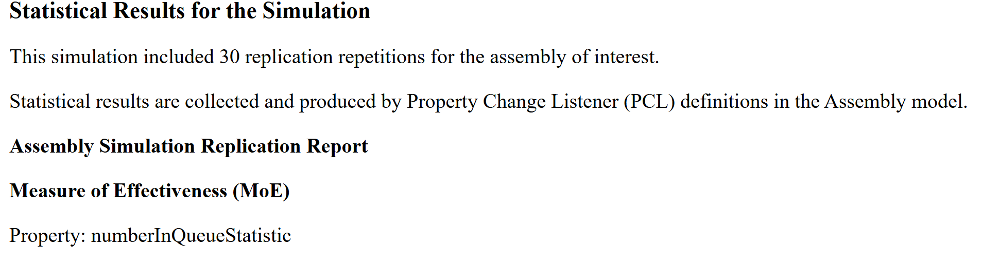 Statistical Results for the Simulation
This simulation included 30 replication repetitions for the assembly of interest.
Statistical results are collected and produced by Property Change Listener (PCL) definitions in the Assembly model.
Assembly Simulation Replication Report
Measure of Effectiveness (MoE)
Property: numberInQueueStatistic